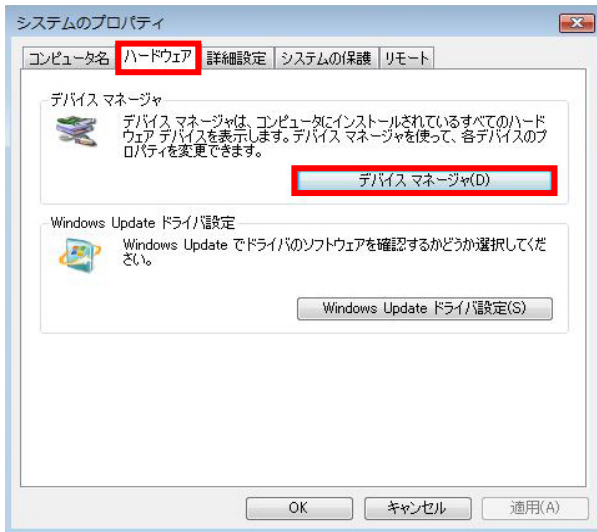 システムのプロパティ
コンピュータ名 ハードウェア 詳細設定 システムの保護 リモート
デバイス マネージャ
デバイス マネージャは、コンピュータにインストールされているすべてのハード
ウェア デバイスを表示します。デバイス マネージャを使って、各デバイスのプ
ロパティを変更できます。
デバイス マネージャ(D)
Windows Update ドライバ設定
Windows Update でドライバのソフトウェアを確認するかどうか選択してくだ
さい。
Windows Update ドライバ設定(S)
OK キャンセル 適用(A)